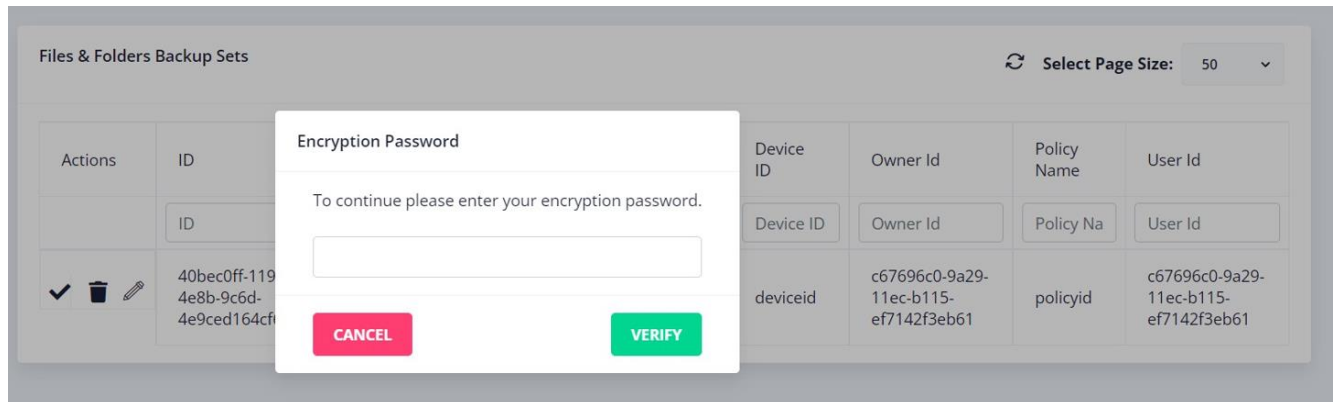 Files & Folders Backup Sets
Select Page Size: 50
Encryption Password
To continue please enter your encryption password.
CANCEL
VERIFY
Actions
ID
Device ID
Owner Id
Policy Name
User Id
ID
Device ID
Owner Id
Policy Na
User Id
40bec0ff-119
4e8b-9c6d-
4e9ced164cf
deviceid
c67696c0-9a29-
11ec-b115-
ef7142f3eb61
policyid
c67696c0-9a29-
11ec-b115-
ef7142f3eb61